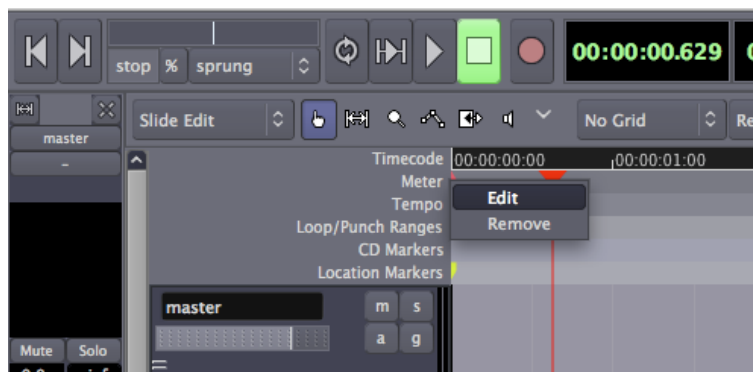 stop % sprung
00:00:00.629
master
-
Slide Edit
No Grid
Re
Timecode 00:00:00:00 00:00:01:00
Meter
Tempo
Loop/Punch Ranges
CD Markers
Location Markers
Edit
Remove
master m s
a g
Mute Solo